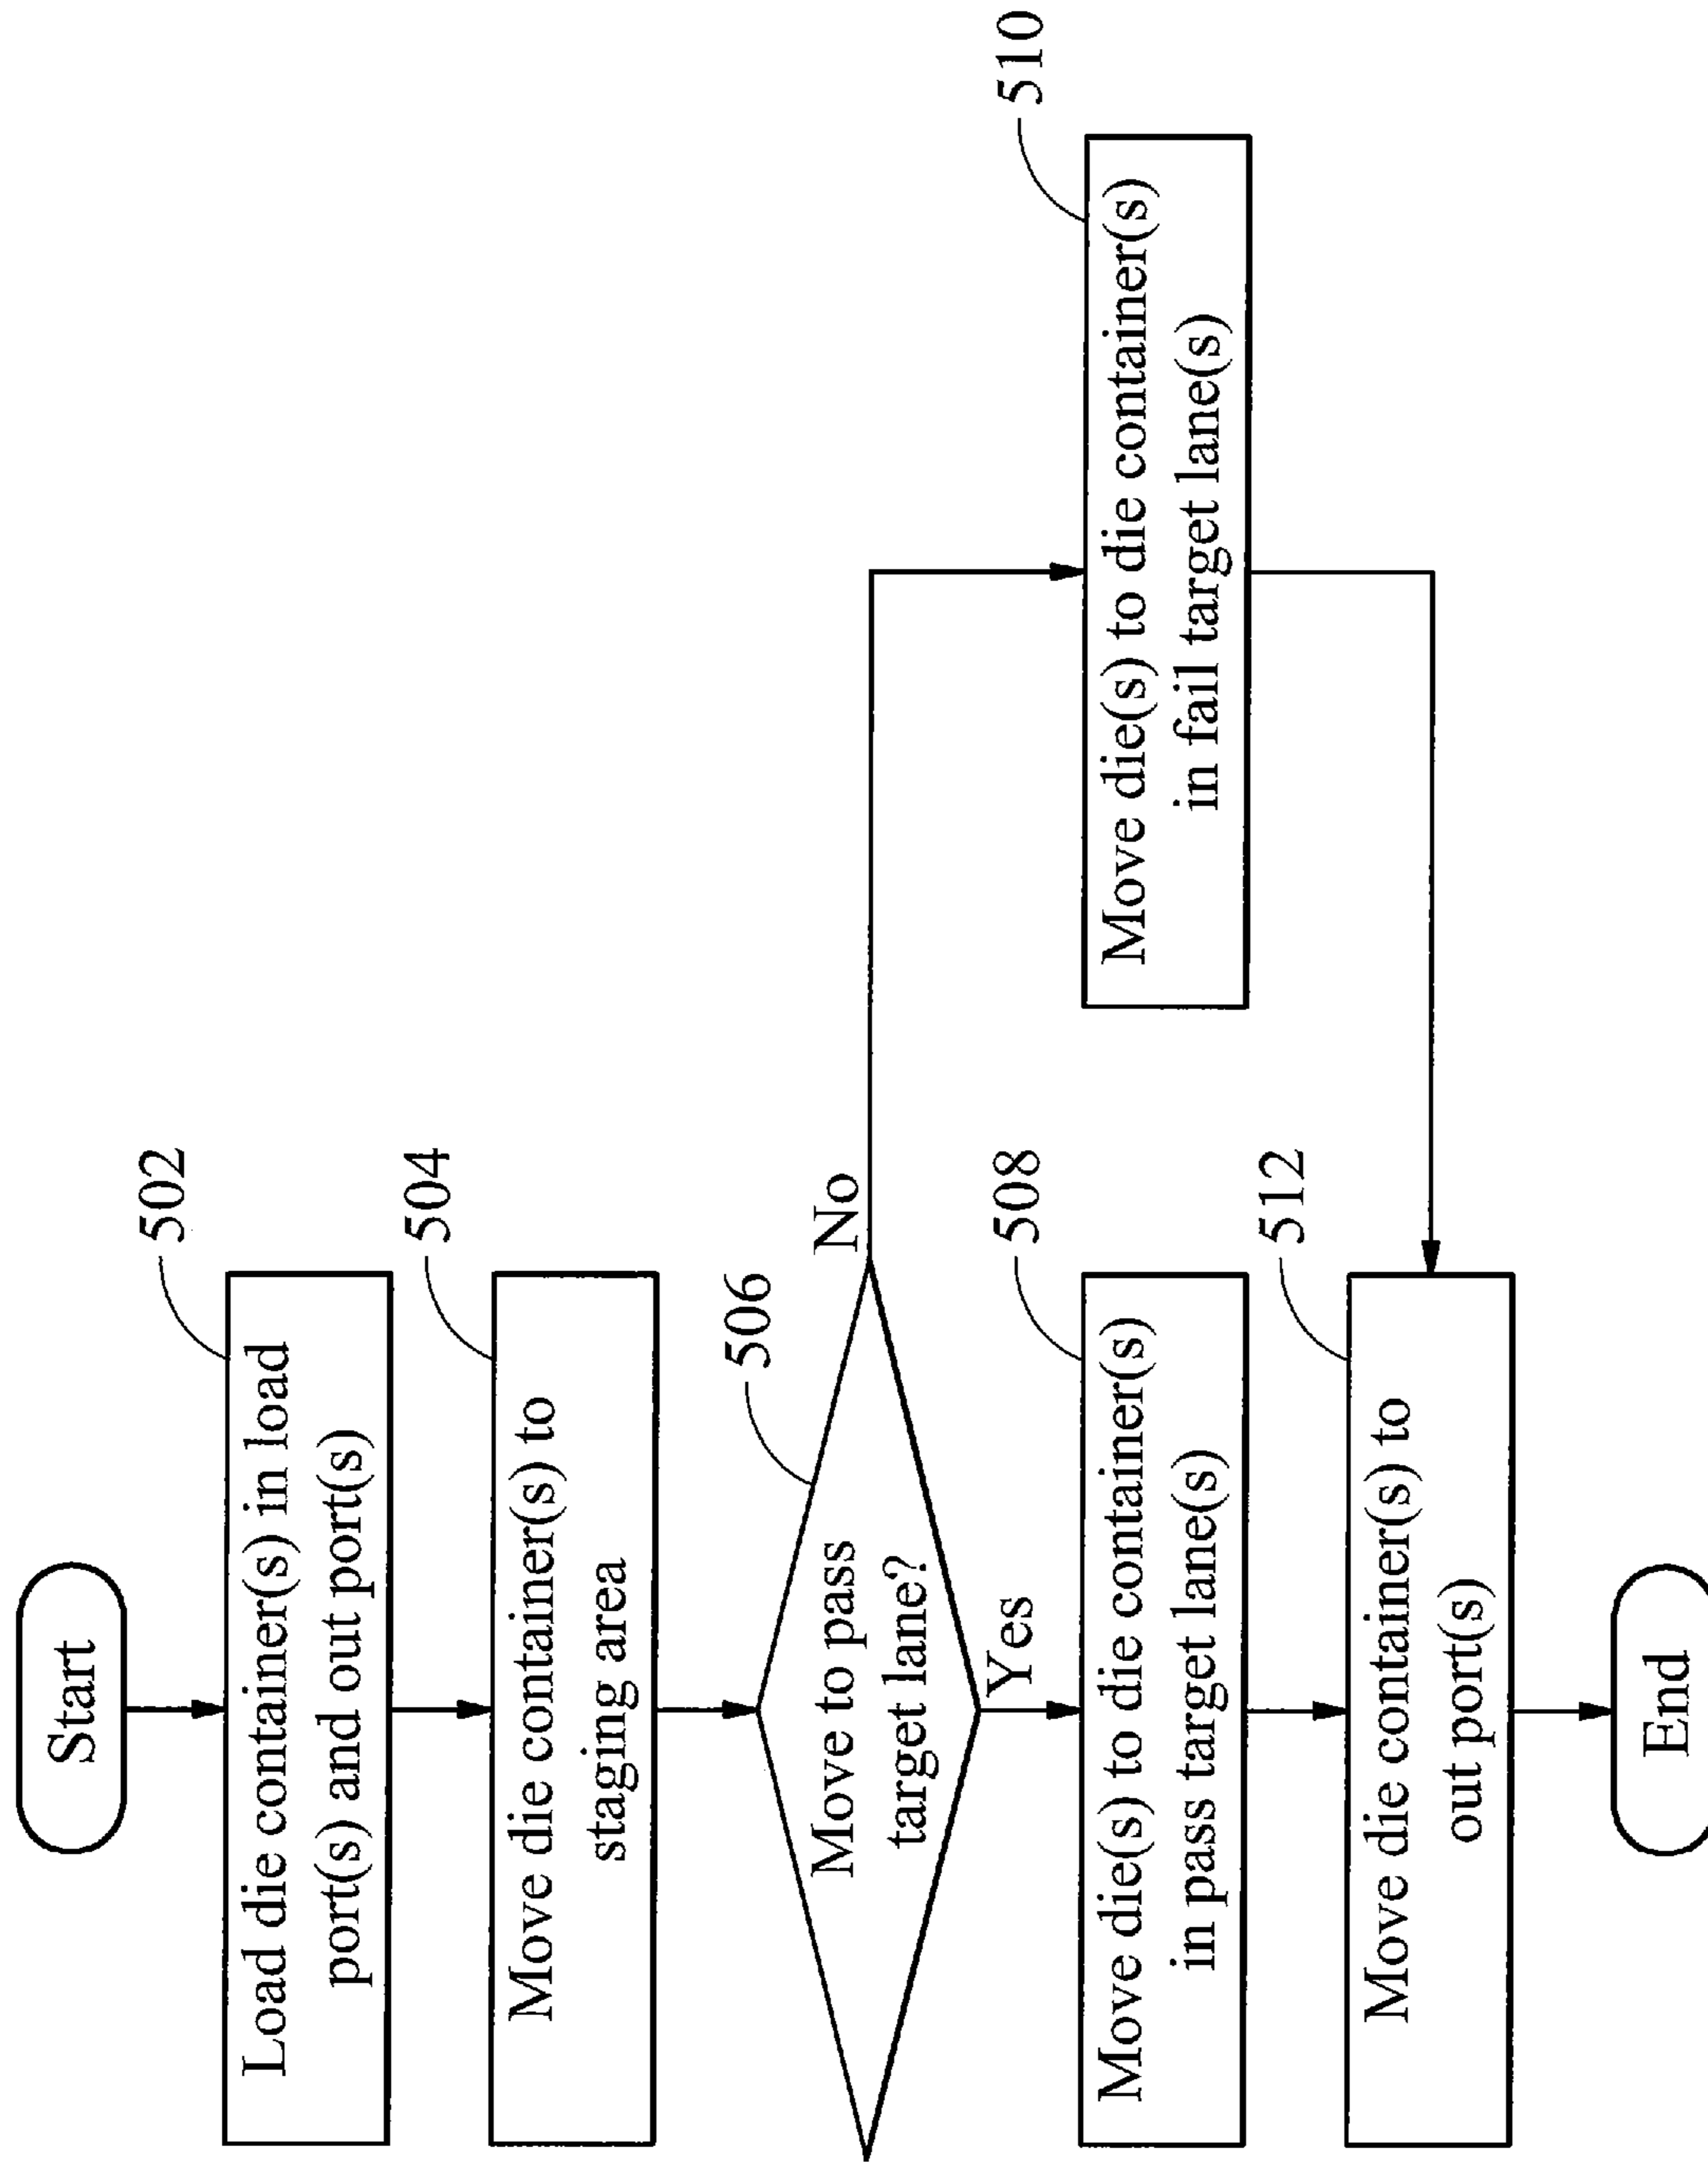 Start
502
Load die container(s) in load
port(s) and out port(s)
504
Move die container(s) to
staging area
506
Move to pass
target lane?
No
Yes
508
Move die(s) to die container(s)
in pass target lane(s)
510
Move die(s) to die container(s)
in fail target lane(s)
512
Move die container(s) to
out port(s)
End